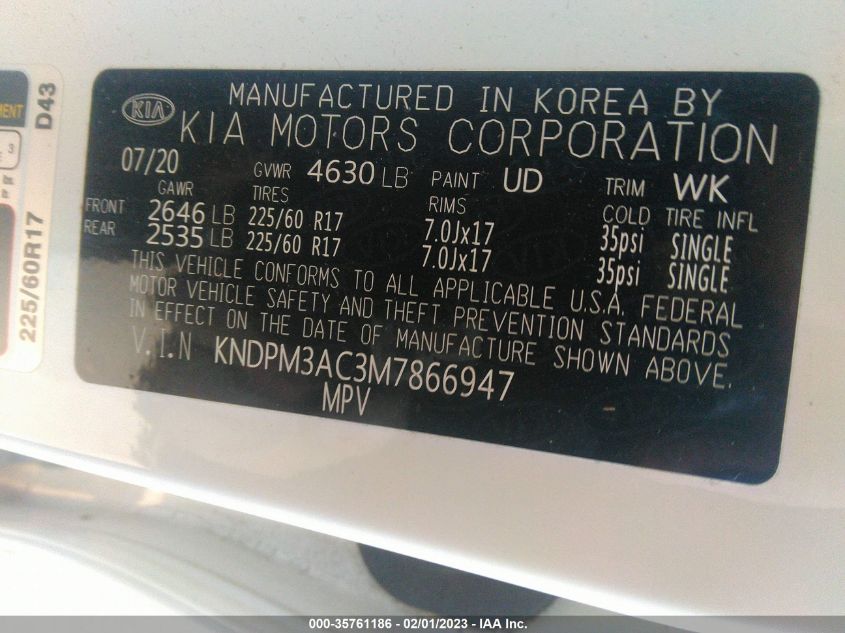 MENT
3
D43
225/60R17
KIA
MANUFACTURED IN KOREA BY
KIA MOTORS CORPORATION
07/20 GVWR 4630 LB PAINT UD TRIM WK
GAWR TIRES RIMS COLD TIRE INFL
FRONT 2646 LB 225/60 R17 7.0Jx17 35psi SINGLE
REAR 2535 LB 225/60 R17 7.0Jx17 35psi SINGLE
THIS VEHICLE CONFORMS TO ALL APPLICABLE U.S.A. FEDERAL
MOTOR VEHICLE SAFETY AND THEFT PREVENTION STANDARDS
IN EFFECT ON THE DATE OF MANUFACTURE SHOWN ABOVE.
V.I.N KNDPM3AC3M7866947
MPV
000-35761186 - 02/01/2023 - IAA Inc.